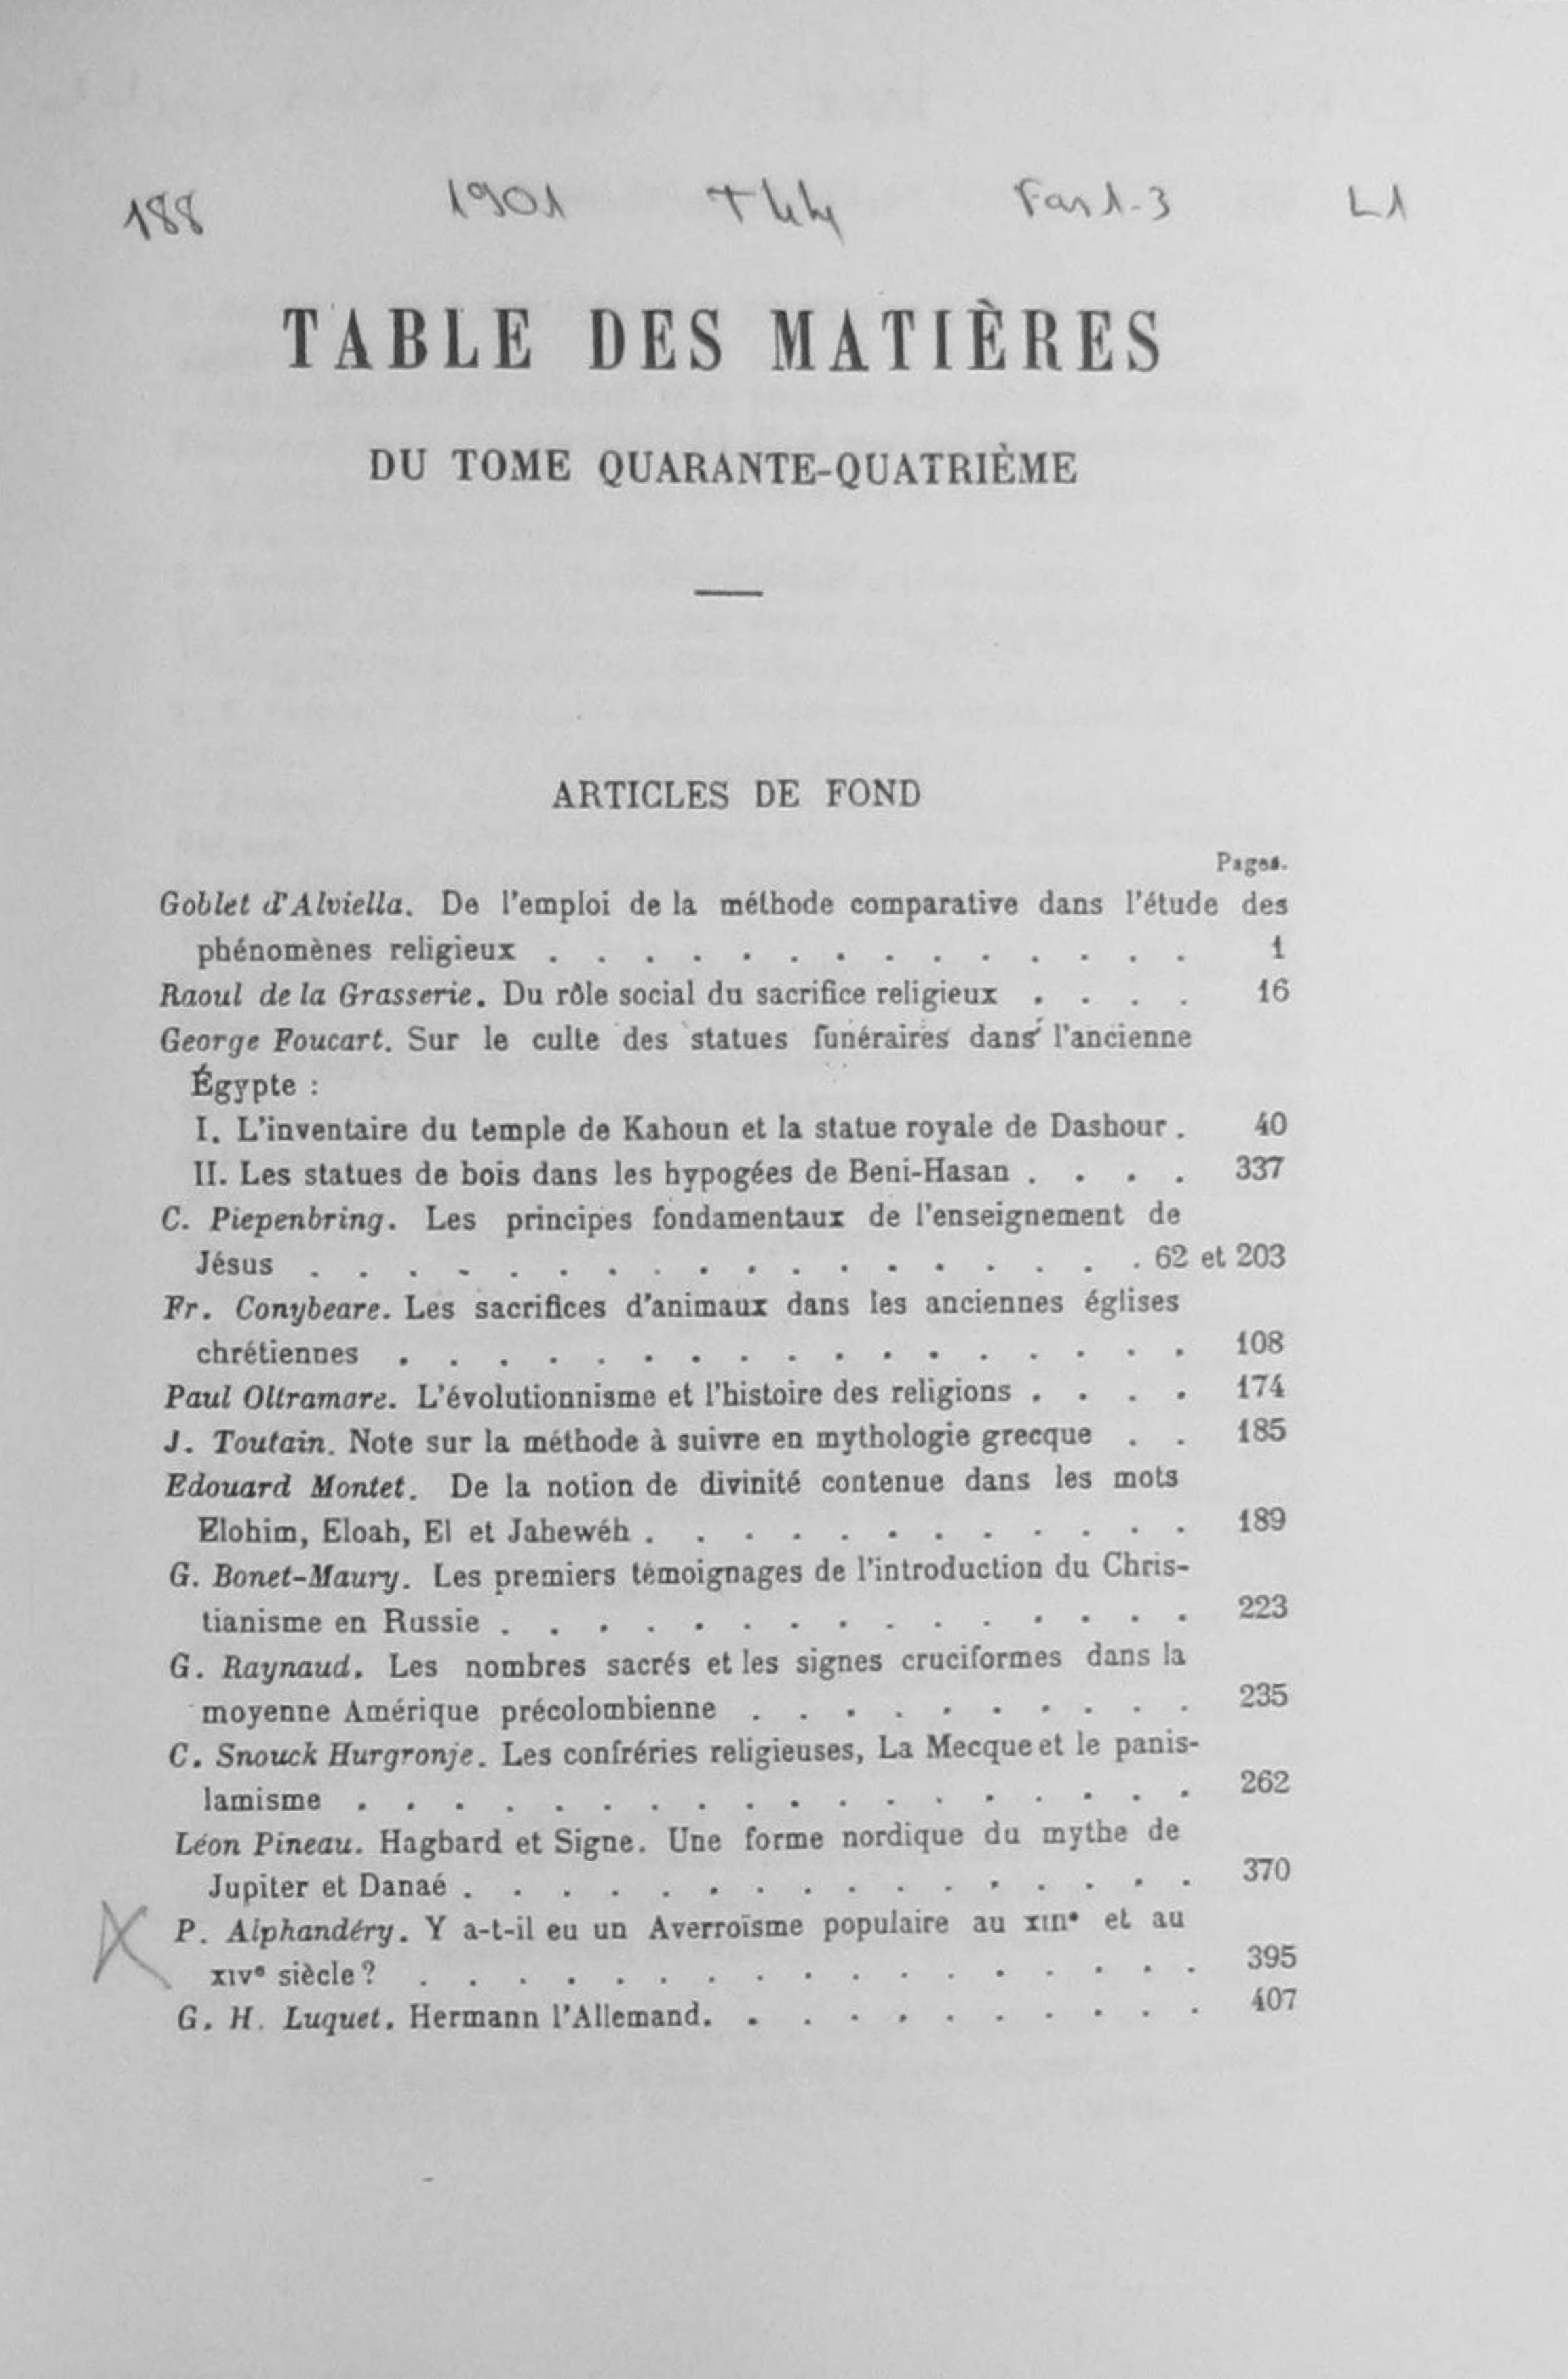 188 1901 T44 Fas 1-3 L1
TABLE DES MATIÈRES
DU TOME QUARANTE-QUATRIÈME
ARTICLES DE FOND
Pages.
Goblet d'Alviella. De l'emploi de la méthode comparative dans l'étude des
phénomènes religieux . . . . . . . . . . . . . . 1
Raoul de la Grasserie. Du rôle social du sacrifice religieux . . . . 16
George Foucart. Sur le culte des statues funéraires dans l'ancienne
Égypte :
I. L'inventaire du temple de Kahoun et la statue royale de Dashour . 40
II. Les statues de bois dans les hypogées de Beni-Hasan . . . . 337
C. Piepenbring. Les principes fondamentaux de l'enseignement de
Jésus . . . . . . . . . . . . . . . . . . 62 et 203
Fr. Conybeare. Les sacrifices d'animaux dans les anciennes églises
chrétiennes . . . . . . . . . . . . . . . . . 108
Paul Oltramare. L'évolutionnisme et l'histoire des religions . . . . 174
J. Toutain. Note sur la méthode à suivre en mythologie grecque . . 185
Edouard Montet. De la notion de divinité contenue dans les mots
Elohim, Eloah, El et Jahewéh . . . . . . . . . . . . 189
G. Bonet-Maury. Les premiers témoignages de l'introduction du Chris-
tianisme en Russie . . . . . . . . . . . . . . . 223
G. Raynaud. Les nombres sacrés et les signes cruciformes dans la
moyenne Amérique précolombienne . . . . . . . . . . 235
C. Snouck Hurgronje. Les confréries religieuses, La Mecque et le panis-
lamisme . . . . . . . . . . . . . . . . . . 262
Léon Pineau. Hagbard et Signe. Une forme nordique du mythe de
Jupiter et Danaé . . . . . . . . . . . . . . . . 370
P. Alphandéry. Y a-t-il eu un Averroïsme populaire au XIIIe et au
XIVe siècle ? . . . . . . . . . . . . . . . . . 395
G. H. Luquet. Hermann l'Allemand. . . . . . . . . . . 407